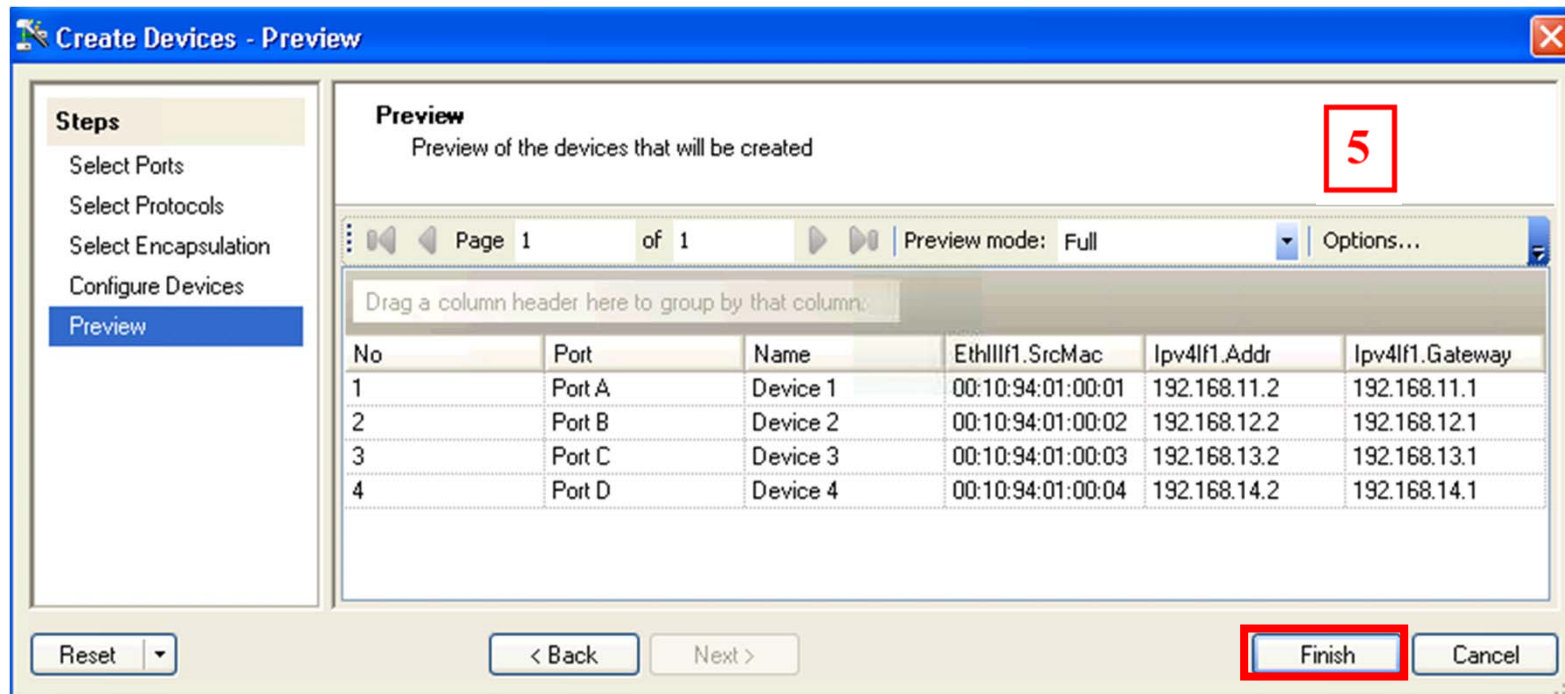 Create Devices - Preview
Steps
Select Ports
Select Protocols
Select Encapsulation
Configure Devices
Preview
Preview
Preview of the devices that will be created
5
Page 1 of 1 Preview mode: Full Options...
Drag a column header here to group by that column.
No Port Name EthIIIf1.SrcMac Ipv4If1.Addr Ipv4If1.Gateway
1 Port A Device 1 00:10:94:01:00:01 192.168.11.2 192.168.11.1
2 Port B Device 2 00:10:94:01:00:02 192.168.12.2 192.168.12.1
3 Port C Device 3 00:10:94:01:00:03 192.168.13.2 192.168.13.1
4 Port D Device 4 00:10:94:01:00:04 192.168.14.2 192.168.14.1
Reset < Back Next > Finish Cancel